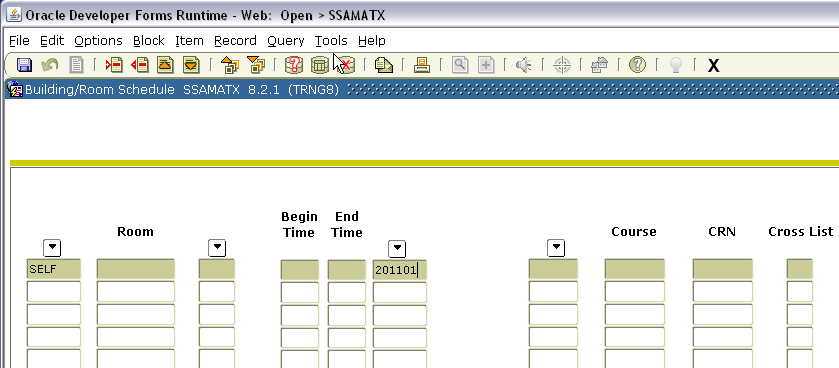 Oracle Developer Forms Runtime - Web: Open > SSAMATX
File Edit Options Block Item Record Query Tools Help
X
Building/Room Schedule SSAMATX 8.2.1 (TRNG8)
Room Begin Time End Time Course CRN Cross List
SELF 201101